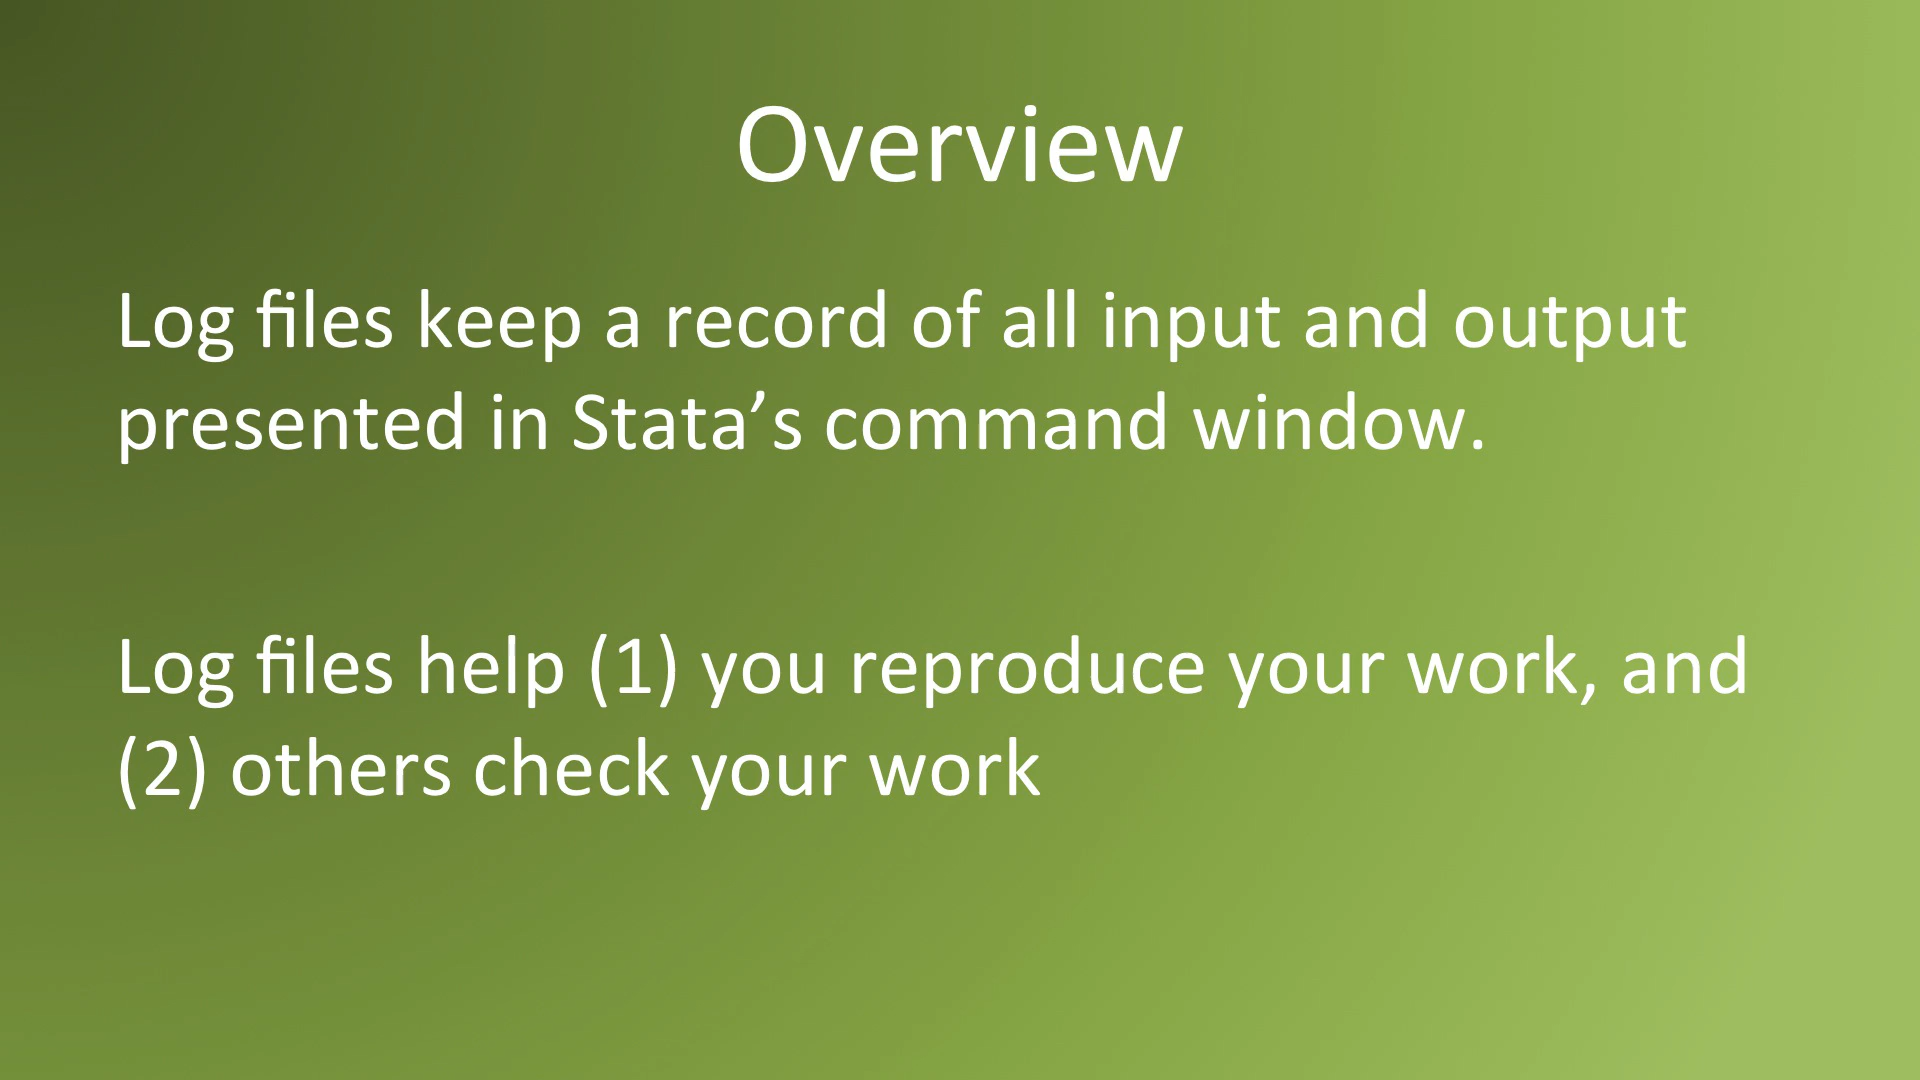 Overview
Log files keep a record of all input and output
presented in Stata’s command window.
Log files help (1) you reproduce your work, and
(2) others check your work